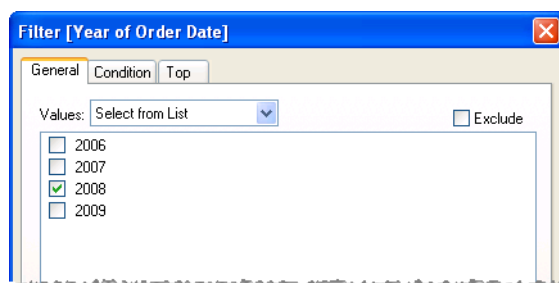 Filter [Year of Order Date]
General Condition Top
Values: Select from List Exclude
2006
2007
2008
2009